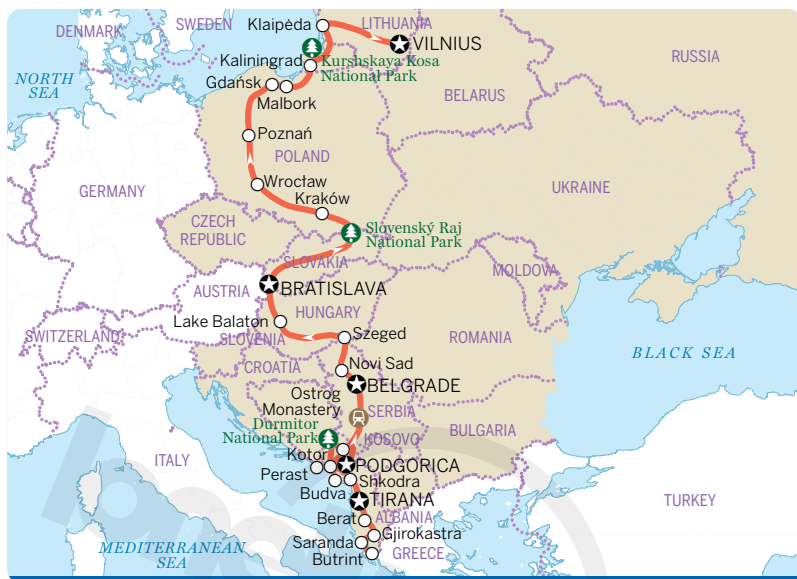 Klaipėda
LITHUANIA
DENMARK
SWEDEN
VILNIUS
Kaliningrad
Kurshskaya Kosa
National Park
RUSSIA
NORTH
SEA
Gdańsk
Malbork
BELARUS
Poznań
POLAND
GERMANY
Wrocław
UKRAINE
Kraków
CZECH
REPUBLIC
Slovenský Raj
National Park
SLOVAKIA
MOLDOVA
AUSTRIA
BRATISLAVA
HUNGARY
Lake Balaton
SWITZERLAND
SLOVENIA
Szeged
ROMANIA
BLACK SEA
CROATIA
Novi Sad
BELGRADE
Ostrog
Monastery
SERBIA
Durmitor
National Park
KOSOVO
BULGARIA
ITALY
Kotor
PODGORICA
Perast
Shkodra
Budva
TIRANA
TURKEY
Berat
ALBANIA
Gjirokastra
Saranda
MEDITERRANEAN
SEA
Butrint
GREECE